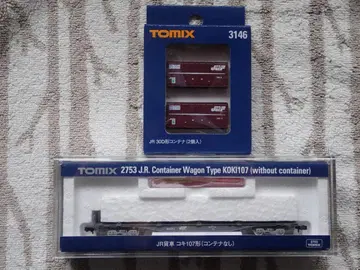 TOMIX 3146
JR 30D形コンテナ(2個入)
TOMIX 2753 J.R. Container Wagon Type KOKI107 (without container)
JR貨車 コキ107形(コンテナなし)